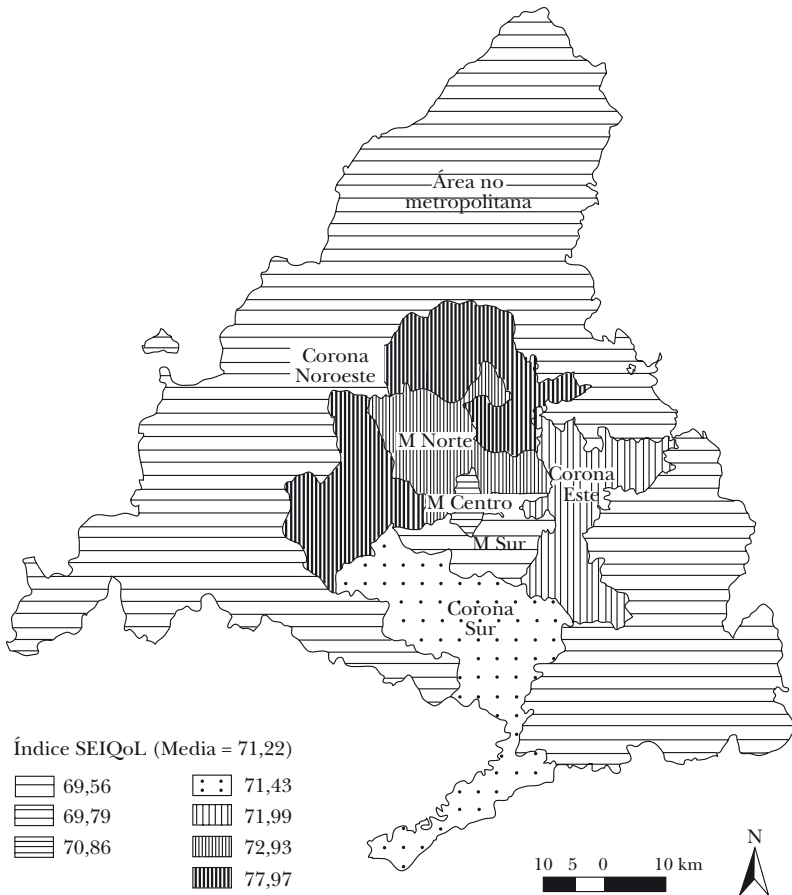 Área no
metropolitana
Corona
Noroeste
M Norte
Corona
Este
M Centro
M Sur
Corona
Sur
Índice SEIQoL (Media = 71,22)
69,56
69,79
70,86
71,43
71,99
72,93
77,97
10 5 0 10 km
N